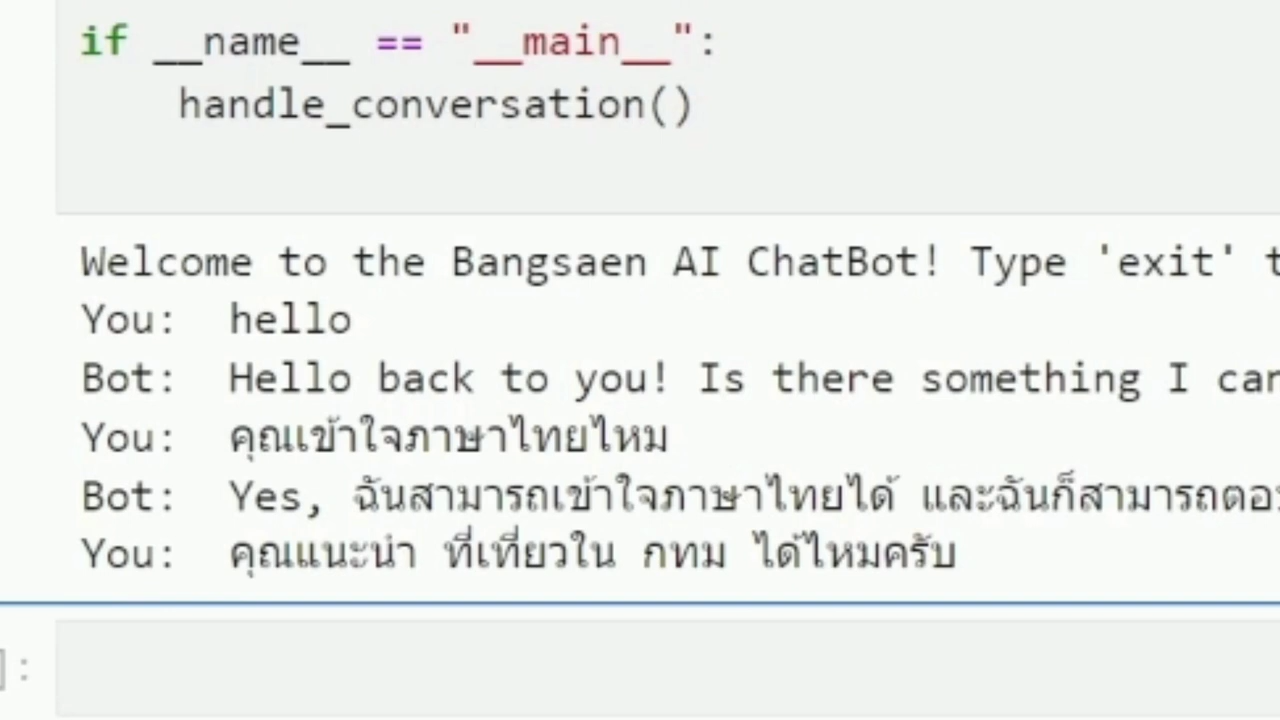 if __name__ == "__main__":
handle_conversation()
Welcome to the Bangsaen AI ChatBot! Type 'exit'
You: hello
Bot: Hello back to you! Is there something I can
You: คุณเข้าใจภาษาไทยไหม
Bot: Yes, ฉันสามารถเข้าใจภาษาไทยได้ และฉันก็สามารถ
You: คุณแนะนำ ที่เที่ยวใน กทม ได้ไหมครับ
]: